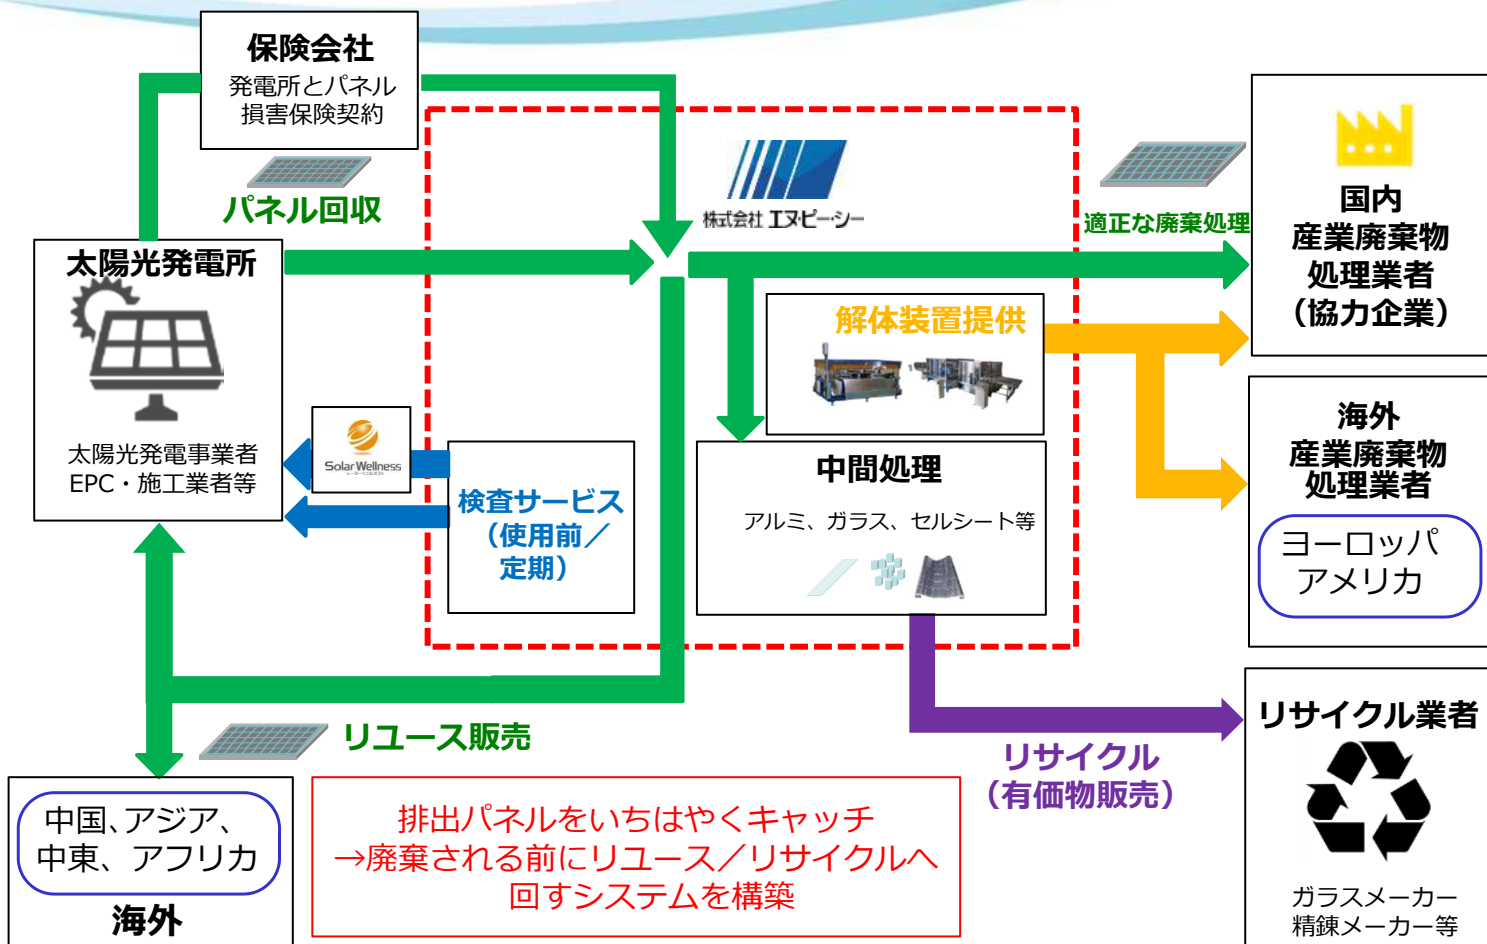 保険会社
発電所とパネル
損害保険契約
パネル回収
株式会社 エヌ・ピー・シー
適正な廃棄処理
国内
産業廃棄物
処理業者
（協力企業）
太陽光発電所
太陽光発電事業者
EPC・施工業者等
解体装置提供
Solar Wellness
検査サービス
（使用前／
定期）
中間処理
アルミ、ガラス、セルシート等
海外
産業廃棄物
処理業者
ヨーロッパ
アメリカ
リユース販売
リサイクル
（有価物販売）
リサイクル業者
ガラスメーカー
精錬メーカー等
中国、アジア、
中東、アフリカ
海外
排出パネルをいちはやくキャッチ
→廃棄される前にリユース／リサイクルへ
回すシステムを構築